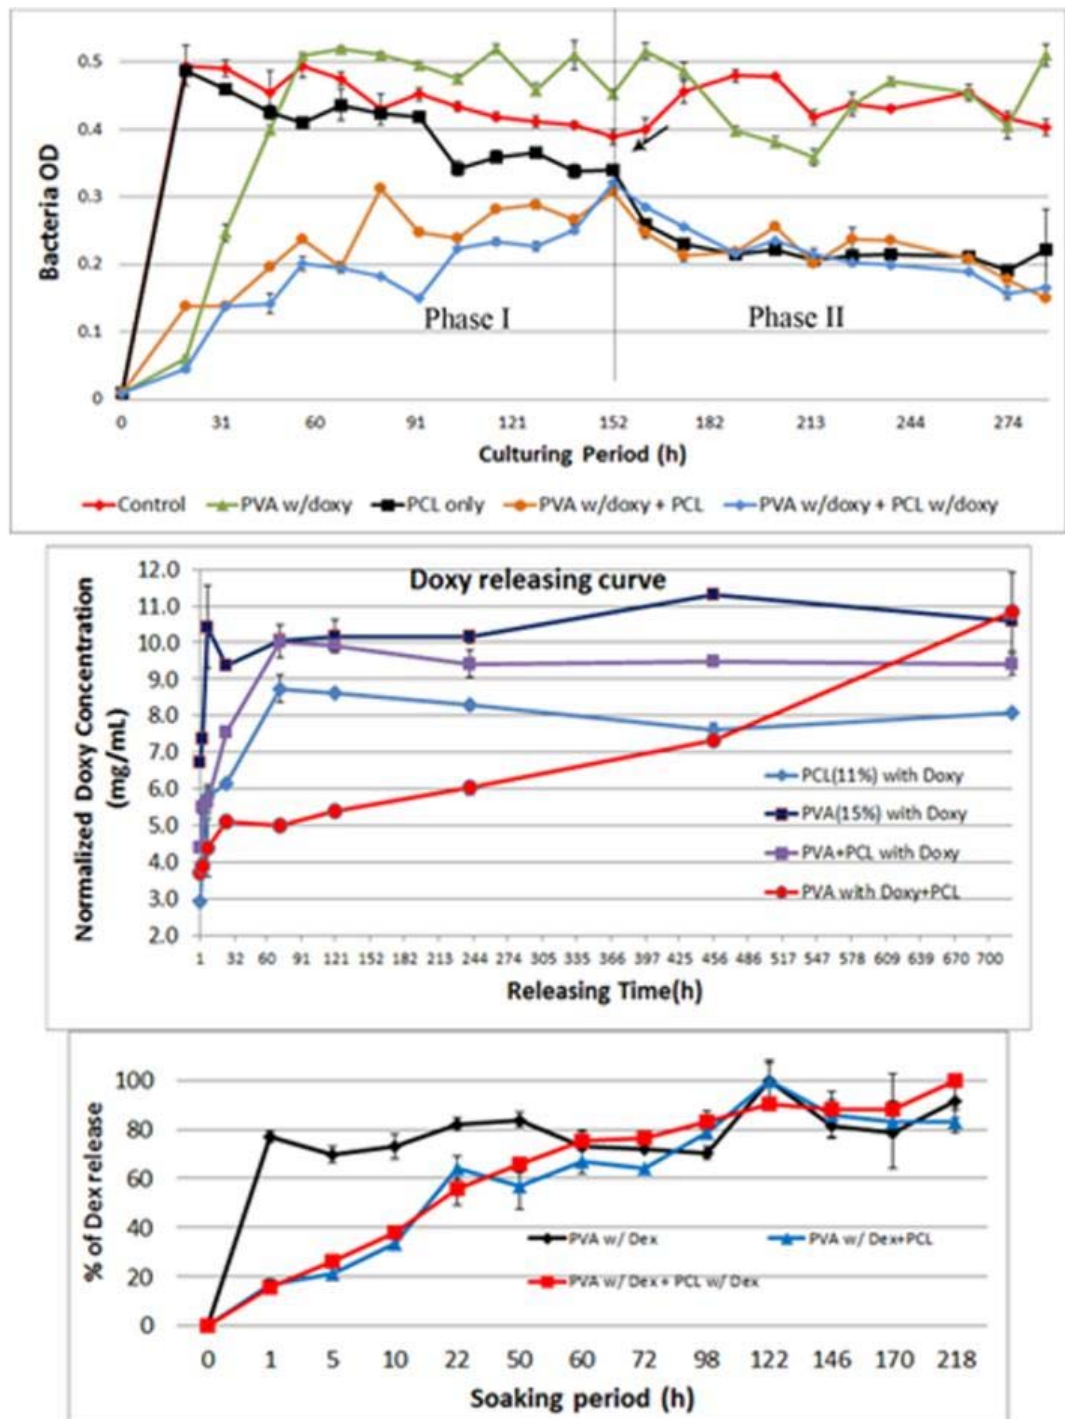 0.5
0.4
0.3
0.2
0.1
0
Bacteria OD
Phase I
Phase II
0 31 60 91 121 152 182 213 244 274
Culturing Period (h)
Control PVA w/doxy PCL only PVA w/doxy + PCL PVA w/doxy + PCL w/doxy
Doxy releasing curve
12.0
11.0
10.0
9.0
8.0
7.0
6.0
5.0
4.0
3.0
2.0
Normalized Doxy Concentration
(mg/mL)
PCL(11%) with Doxy
PVA(15%) with Doxy
PVA+PCL with Doxy
PVA with Doxy+PCL
1 32 60 91 121 152 182 213 244 274 305 335 366 397 425 456 486 517 547 578 609 639 670 700
Releasing Time(h)
100
80
60
40
20
0
% of Dex release
PVA w/ Dex PVA w/ Dex+PCL
PVA w/ Dex + PCL w/ Dex
0 1 5 10 22 50 60 72 98 122 146 170 218
Soaking period (h)